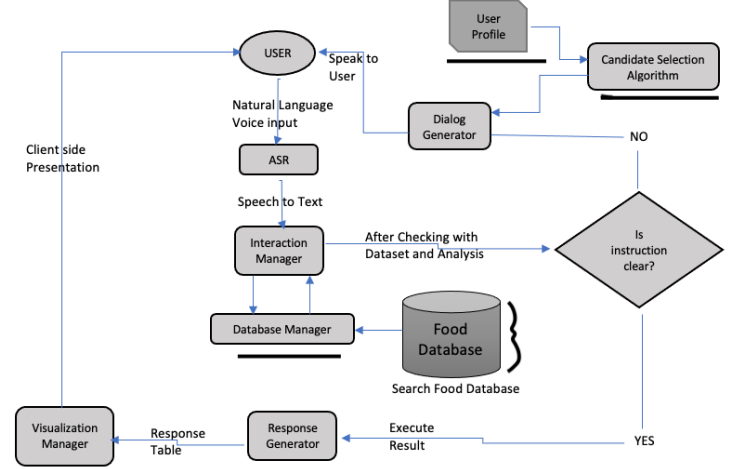 User
Profile
USER
Speak to
User
Candidate Selection
Algorithm
Natural Language
Voice input
Dialog
Generator
NO
Client side
Presentation
ASR
Speech to Text
Interaction
Manager
After Checking with
Dataset and Analysis
Is
instruction
clear?
Database Manager
Food
Database
Search Food Database
Visualization
Manager
Response
Table
Response
Generator
Execute
Result
YES